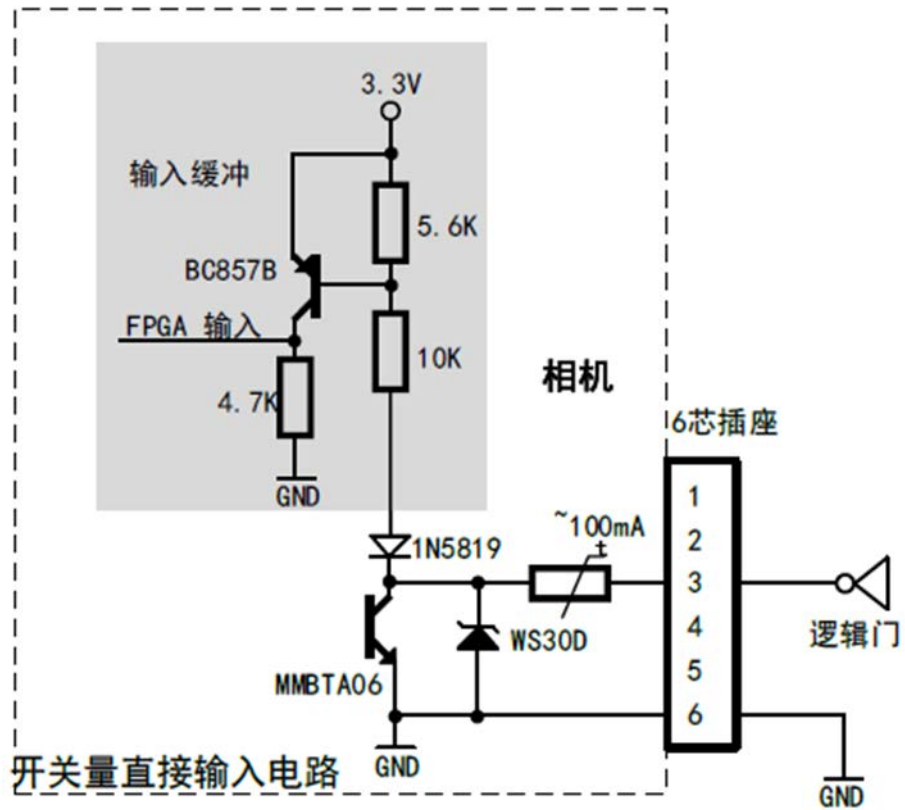 3.3V
输入缓冲
5.6K
BC857B
FPGA 输入
10K
4.7K
GND
相机
6芯插座
1
2
3
4
5
6
~100mA
t
1N5819
WS30D
逻辑门
MMBTA06
GND
开关量直接输入电路
GND